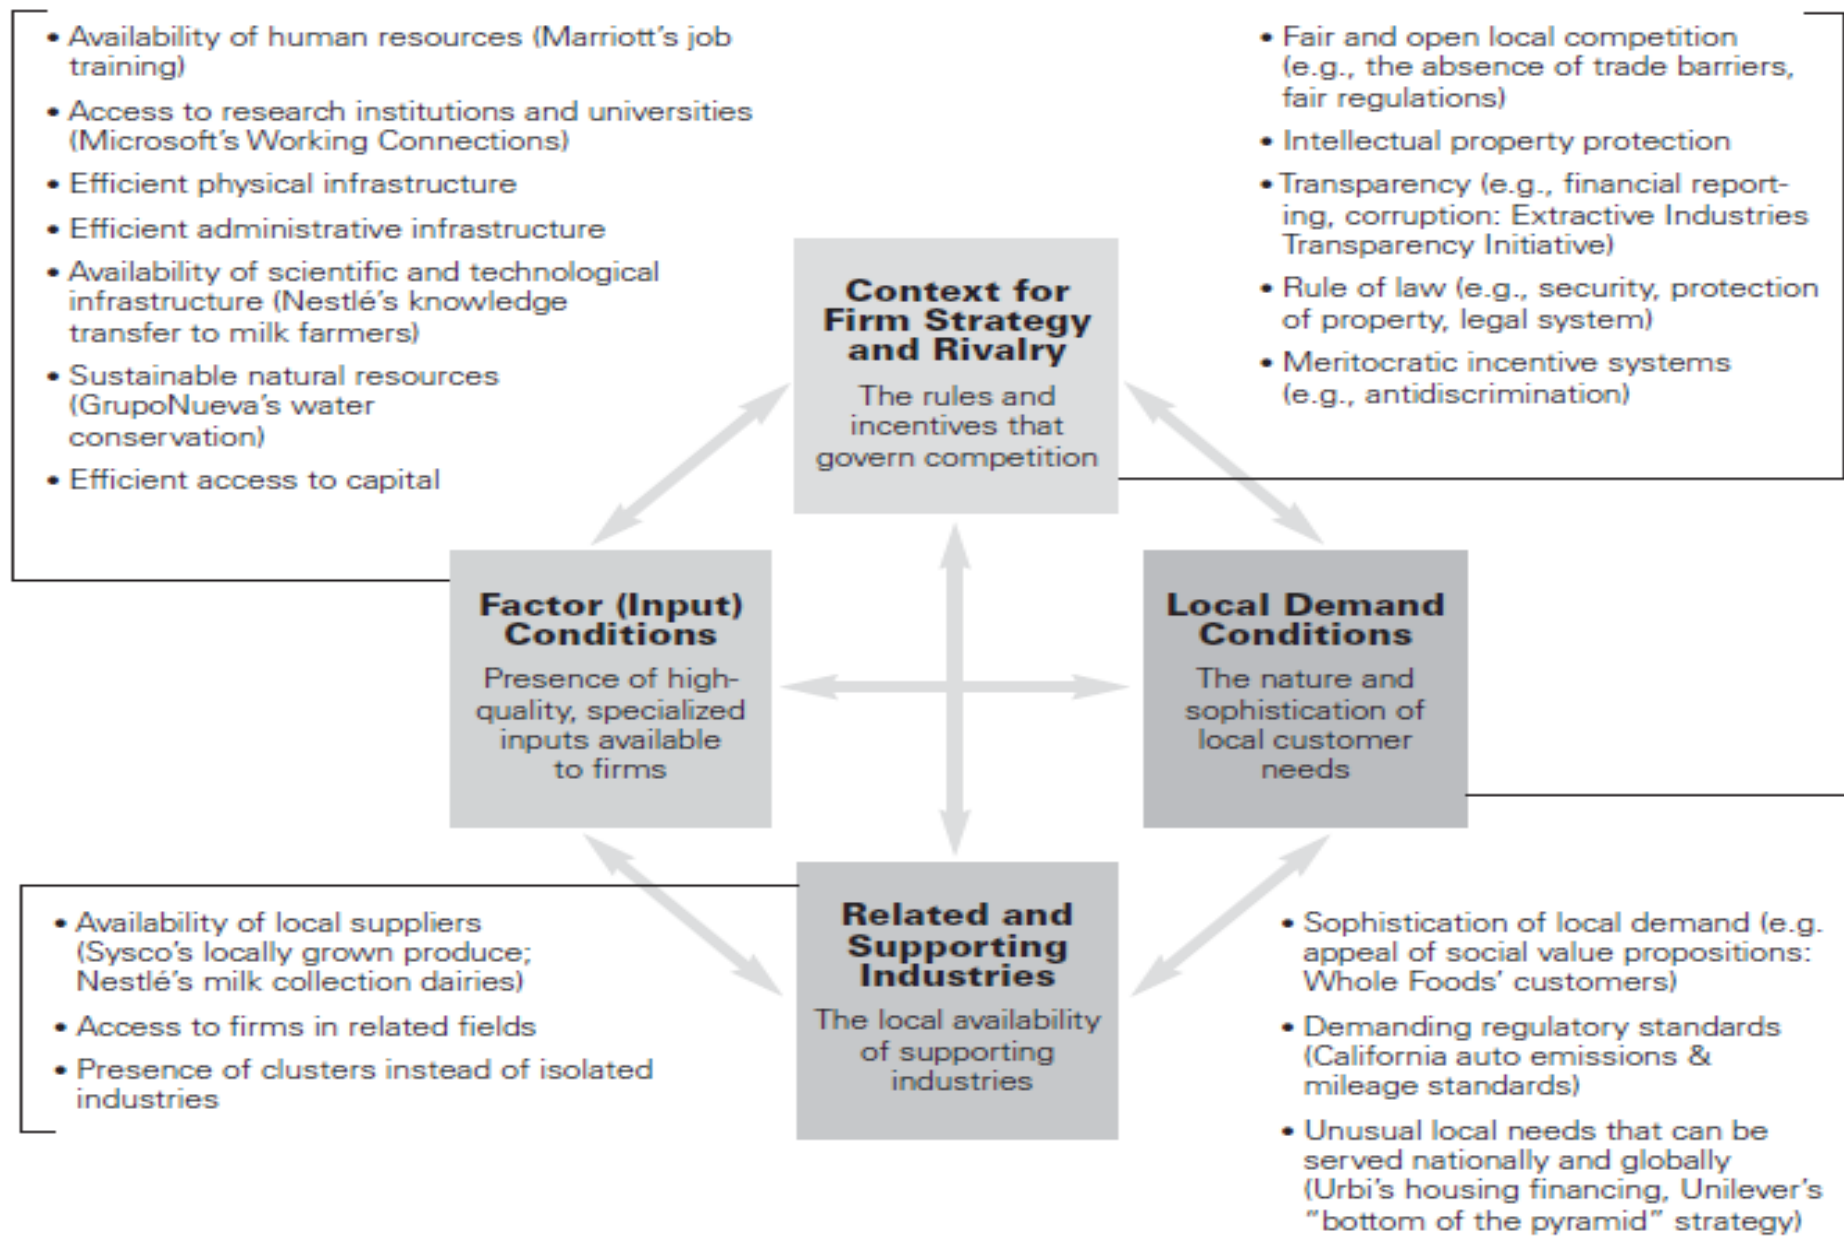 • Availability of human resources (Marriott's job
training)
• Access to research institutions and universities
(Microsoft's Working Connections)
• Efficient physical infrastructure
• Efficient administrative infrastructure
• Availability of scientific and technological
infrastructure (Nestlé's knowledge
transfer to milk farmers)
• Sustainable natural resources
(GrupoNueva's water
conservation)
• Efficient access to capital
• Fair and open local competition
(e.g., the absence of trade barriers,
fair regulations)
• Intellectual property protection
• Transparency (e.g., financial report-
ing, corruption: Extractive Industries
Transparency Initiative)
• Rule of law (e.g., security, protection
of property, legal system)
• Meritocratic incentive systems
(e.g., antidiscrimination)
Context for
Firm Strategy
and Rivalry
The rules and
incentives that
govern competition
Factor (Input)
Conditions
Presence of high-
quality, specialized
inputs available
to firms
Local Demand
Conditions
The nature and
sophistication of
local customer
needs
Related and
Supporting
Industries
The local availability
of supporting
industries
• Availability of local suppliers
(Sysco's locally grown produce;
Nestlé's milk collection dairies)
• Access to firms in related fields
• Presence of clusters instead of isolated
industries
• Sophistication of local demand (e.g.
appeal of social value propositions:
Whole Foods' customers)
• Demanding regulatory standards
(California auto emissions &
mileage standards)
• Unusual local needs that can be
served nationally and globally
(Urbi's housing financing, Unilever's
"bottom of the pyramid" strategy)